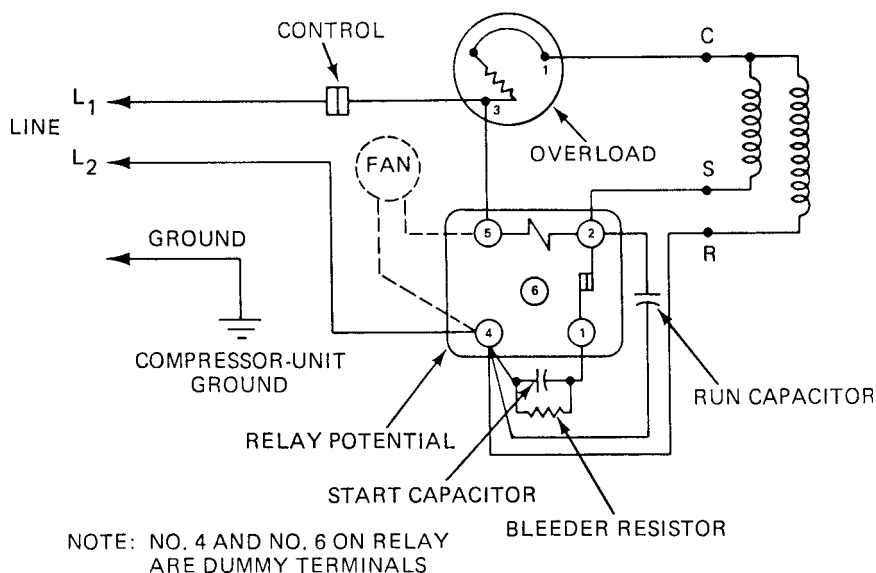 CONTROL
L1
LINE
L2
1
3
OVERLOAD
C
S
R
FAN
GROUND
5
2
6
4
1
COMPRESSOR-UNIT
GROUND
RELAY POTENTIAL
RUN CAPACITOR
START CAPACITOR
BLEEDER RESISTOR
NOTE: NO. 4 AND NO. 6 ON RELAY
ARE DUMMY TERMINALS